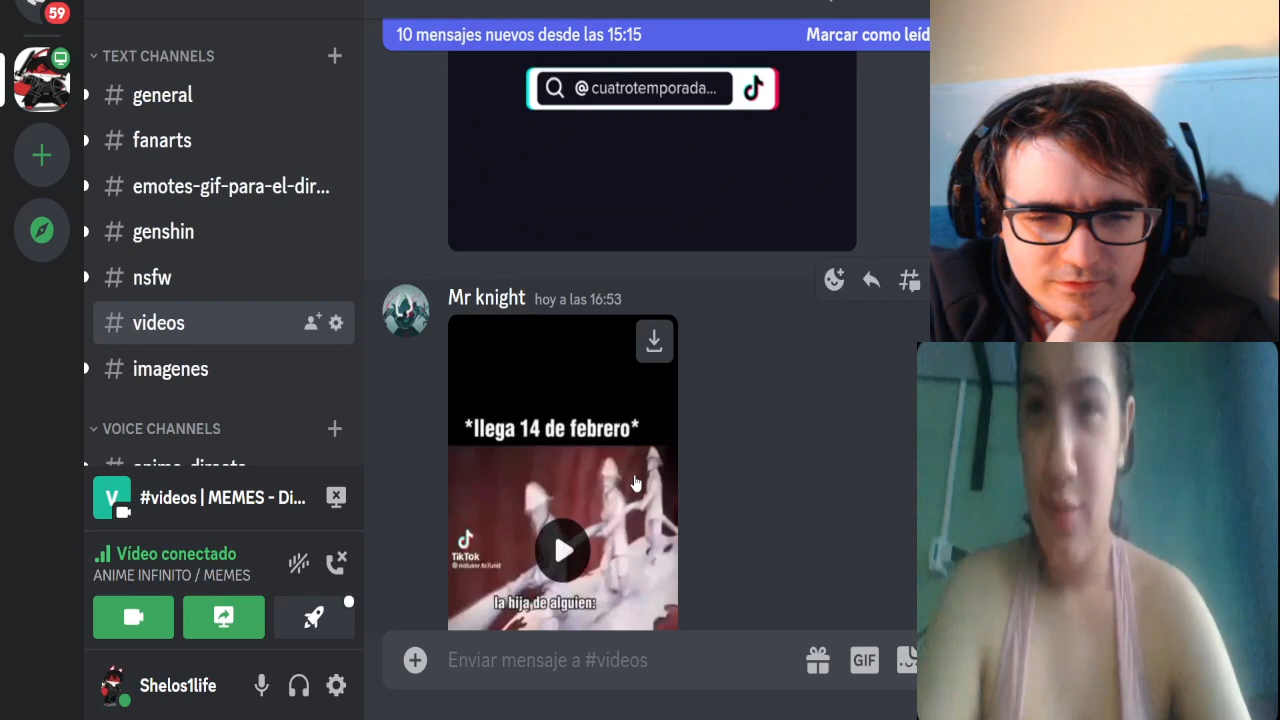 59
TEXT CHANNELS
general
fanarts
emotes-gif-para-el-dir...
genshin
nsfw
videos
imagenes
VOICE CHANNELS
V
#videos | MEMES - Di...
Vídeo conectado
ANIME INFINITO / MEMES
Shelos1life
10 mensajes nuevos desde las 15:15
Marcar como leíd
@cuatrotemporada...
Mr knight hoy a las 16:53
*llega 14 de febrero*
TikTok
la hija de alguien:
Enviar mensaje a #videos
GIF